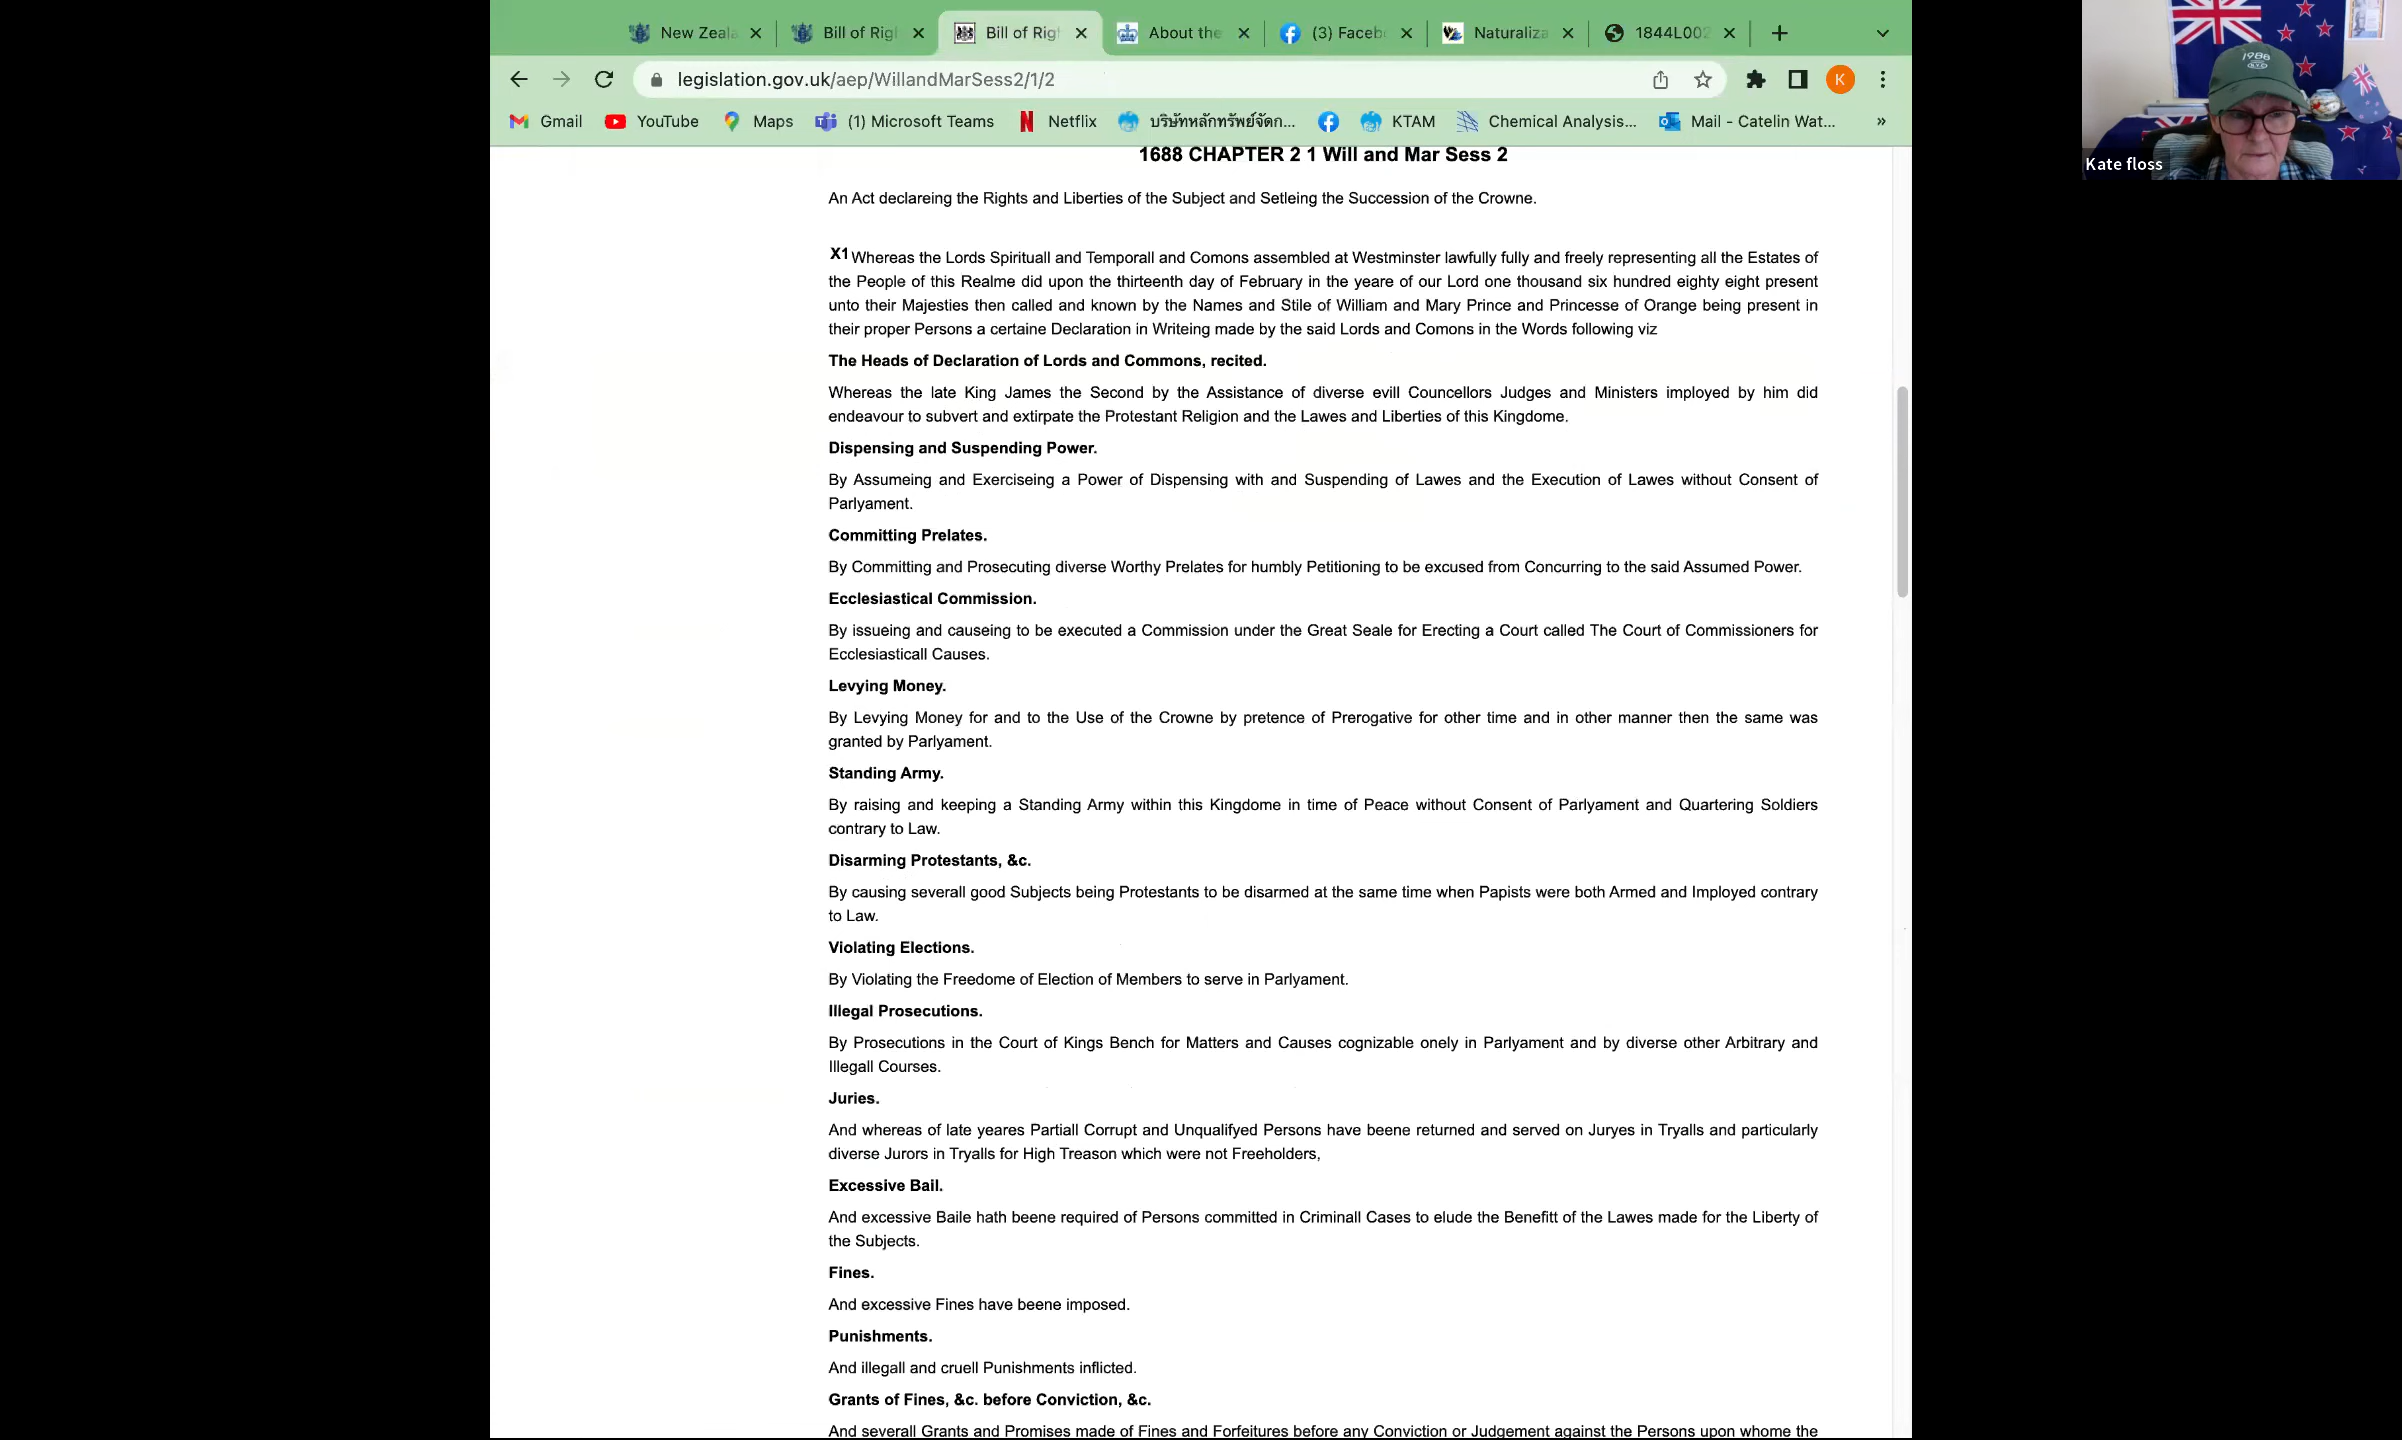 New Zeala
Bill of Rig
Bill of Rig
About the
(3) Faceb
Naturaliza
1844L002
legislation.gov.uk/aep/WillandMarSess2/1/2
K
Gmail
YouTube
Maps
(1) Microsoft Teams
Netflix
บริษัทหลักทรัพย์จัดก...
KTAM
Chemical Analysis...
Mail - Catelin Wat...
»
1988
Kate floss
1688 CHAPTER 2 1 Will and Mar Sess 2
An Act declareing the Rights and Liberties of the Subject and Setleing the Succession of the Crowne.
X1 Whereas the Lords Spirituall and Temporall and Comons assembled at Westminster lawfully fully and freely representing all the Estates of
the People of this Realme did upon the thirteenth day of February in the yeare of our Lord one thousand six hundred eighty eight present
unto their Majesties then called and known by the Names and Stile of William and Mary Prince and Princesse of Orange being present in
their proper Persons a certaine Declaration in Writeing made by the said Lords and Comons in the Words following viz
The Heads of Declaration of Lords and Commons, recited.
Whereas the late King James the Second by the Assistance of diverse evill Councellors Judges and Ministers imployed by him did
endeavour to subvert and extirpate the Protestant Religion and the Lawes and Liberties of this Kingdome.
Dispensing and Suspending Power.
By Assumeing and Exerciseing a Power of Dispensing with and Suspending of Lawes and the Execution of Lawes without Consent of
Parlyament.
Committing Prelates.
By Committing and Prosecuting diverse Worthy Prelates for humbly Petitioning to be excused from Concurring to the said Assumed Power.
Ecclesiastical Commission.
By issueing and causeing to be executed a Commission under the Great Seale for Erecting a Court called The Court of Commissioners for
Ecclesiasticall Causes.
Levying Money.
By Levying Money for and to the Use of the Crowne by pretence of Prerogative for other time and in other manner then the same was
granted by Parlyament.
Standing Army.
By raising and keeping a Standing Army within this Kingdome in time of Peace without Consent of Parlyament and Quartering Soldiers
contrary to Law.
Disarming Protestants, &c.
By causing severall good Subjects being Protestants to be disarmed at the same time when Papists were both Armed and Imployed contrary
to Law.
Violating Elections.
By Violating the Freedome of Election of Members to serve in Parlyament.
Illegal Prosecutions.
By Prosecutions in the Court of Kings Bench for Matters and Causes cognizable onely in Parlyament and by diverse other Arbitrary and
Illegall Courses.
Juries.
And whereas of late yeares Partiall Corrupt and Unqualifyed Persons have beene returned and served on Juryes in Tryalls and particularly
diverse Jurors in Tryalls for High Treason which were not Freeholders,
Excessive Bail.
And excessive Baile hath beene required of Persons committed in Criminall Cases to elude the Benefitt of the Lawes made for the Liberty of
the Subjects.
Fines.
And excessive Fines have beene imposed.
Punishments.
And illegall and cruell Punishments inflicted.
Grants of Fines, &c. before Conviction, &c.
And severall Grants and Promises made of Fines and Forfeitures before any Conviction or Judgement against the Persons upon whome the